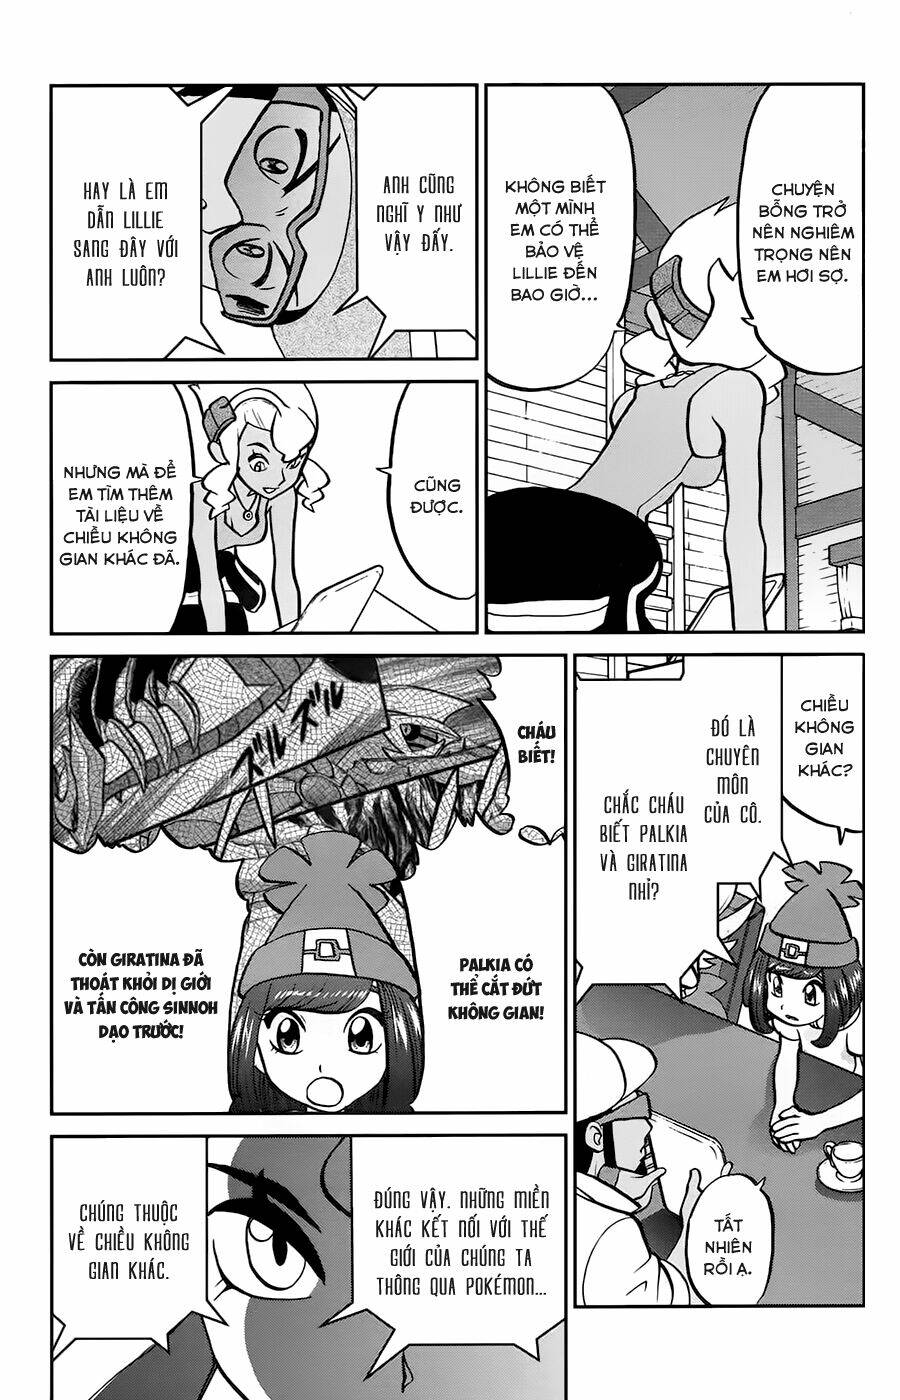 CHUYỆN
BỖNG TRỞ
NÊN NGHIÊM
TRỌNG NÊN
EM HƠI SỢ.
KHÔNG BIẾT
MỘT MÌNH
EM CÓ THỂ
BẢO VỆ
LILLIE ĐẾN
BAO GIỜ...
ANH CŨNG
NGHĨ Y NHƯ
VẬY ĐẤY.
HAY LÀ EM
DẪN LILLIE
SANG ĐÂY VỚI
ANH LUÔN?
CŨNG
ĐƯỢC.
NHƯNG MÀ ĐỂ
EM TÌM THÊM
TÀI LIỆU VỀ
CHIỀU KHÔNG
GIAN KHÁC ĐÃ.
CHIỀU
KHÔNG
GIAN
KHÁC?
ĐÓ LÀ
CHUYÊN
MÔN
CỦA CÔ.
CHẮC CHÁU
BIẾT PALKIA
VÀ GIRATINA
NHỈ?
TẤT
NHIÊN
RỒI Ạ.
CHÁU
BIẾT!
ズルズル
PALKIA CÓ
THỂ CẮT ĐỨT
KHÔNG GIAN!
CÒN GIRATINA ĐÃ
THOÁT KHỎI DỊ GIỚI
VÀ TẤN CÔNG SINNOH
DẠO TRƯỚC!
ĐÚNG VẬY. NHỮNG MIỀN
KHÁC KẾT NỐI VỚI THẾ
GIỚI CỦA CHÚNG TA
THÔNG QUA POKÉMON...
CHÚNG THUỘC
VỀ CHIỀU KHÔNG
GIAN KHÁC.